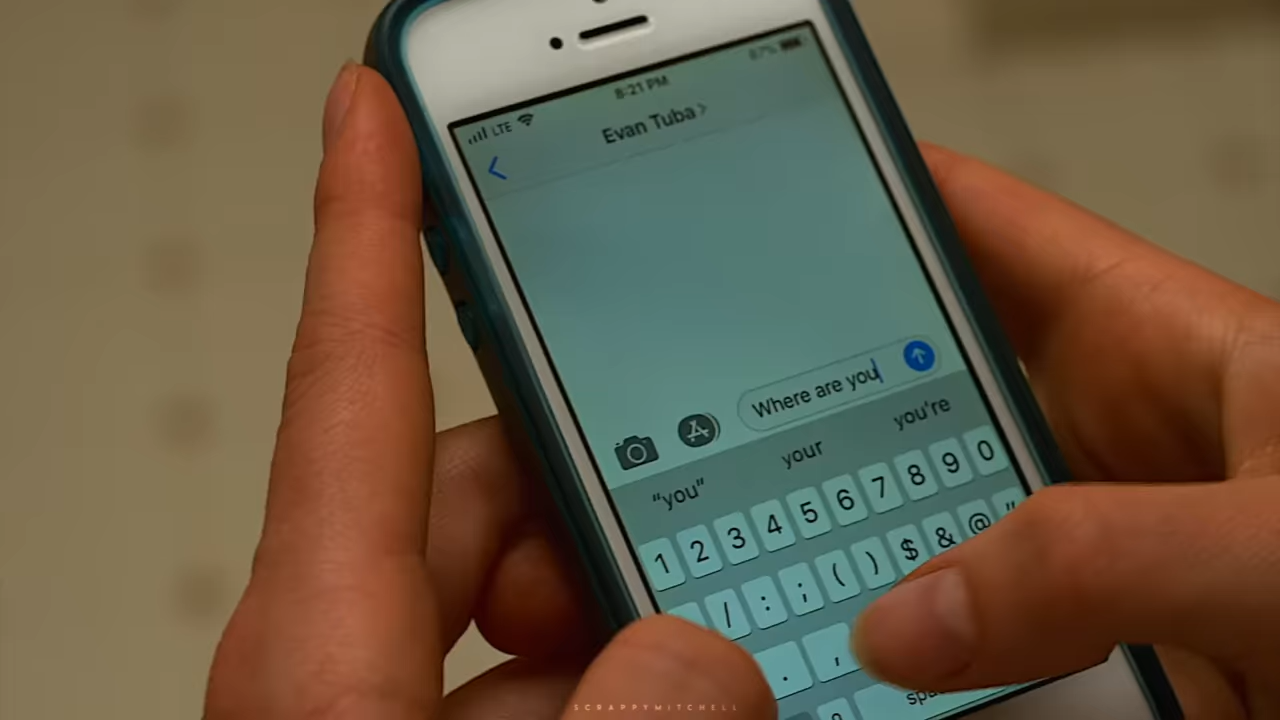 LTE 8:21 PM 87%
Evan Tuba
Where are you
“you” your you're
1 2 3 4 5 6 7 8 9 0
/ : ; ( ) $ & @ "
. ,
SCRAPPYMITCHELL